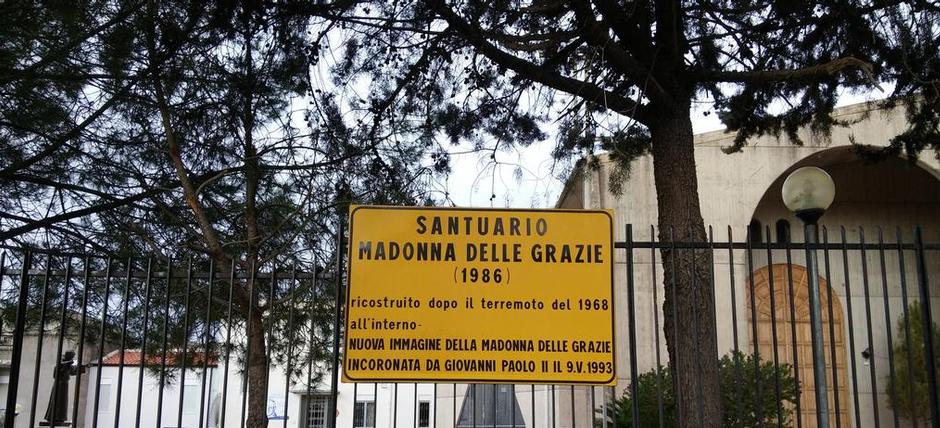 SANTUARIO
MADONNA DELLE GRAZIE
(1986)
ricostruito dopo il terremoto del 1968
all'interno-
NUOVA IMMAGINE DELLA MADONNA DELLE GRAZIE
INCORONATA DA GIOVANNI PAOLO II IL 9.V.1993